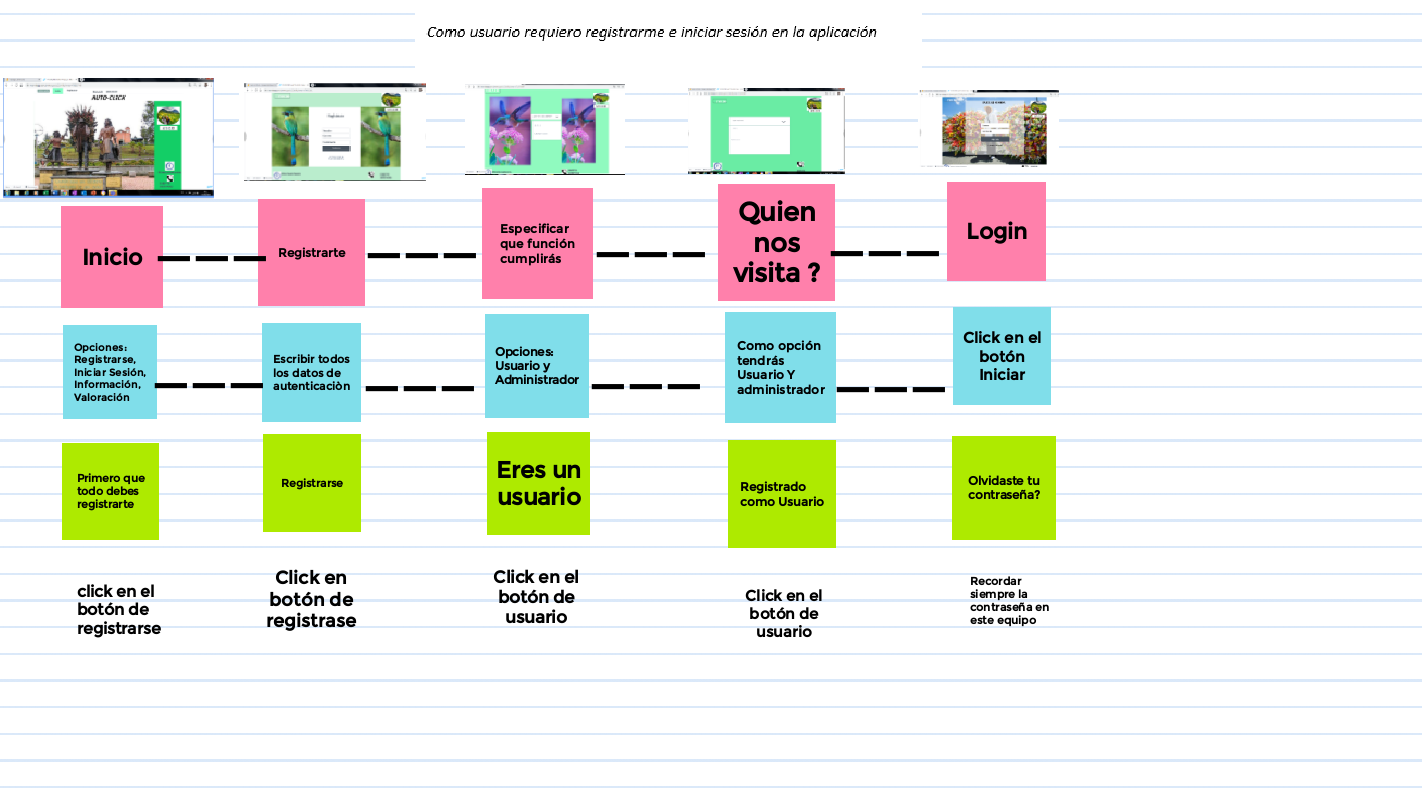 Como usuario requiero registrarme e iniciar sesión en la aplicación
AUTO-CLICK
Inicio
Registrarte
Especificar
que función
cumplirás
Quien
nos
visita ?
Login
Opciones:
Registrarse,
Iniciar Sesión,
Información,
Valoración
Escribir todos
los datos de
autenticaciòn
Opciones:
Usuario y
Administrador
Como opción
tendrás
Usuario Y
administrador
Click en el
botón
Iniciar
Primero que
todo debes
registrarte
Registrarse
Eres un
usuario
Registrado
como Usuario
Olvidaste tu
contraseña?
click en el
botón de
registrarse
Click en
botón de
registrase
Click en el
botón de
usuario
Click en el
botón de
usuario
Recordar
siempre la
contraseña en
este equipo